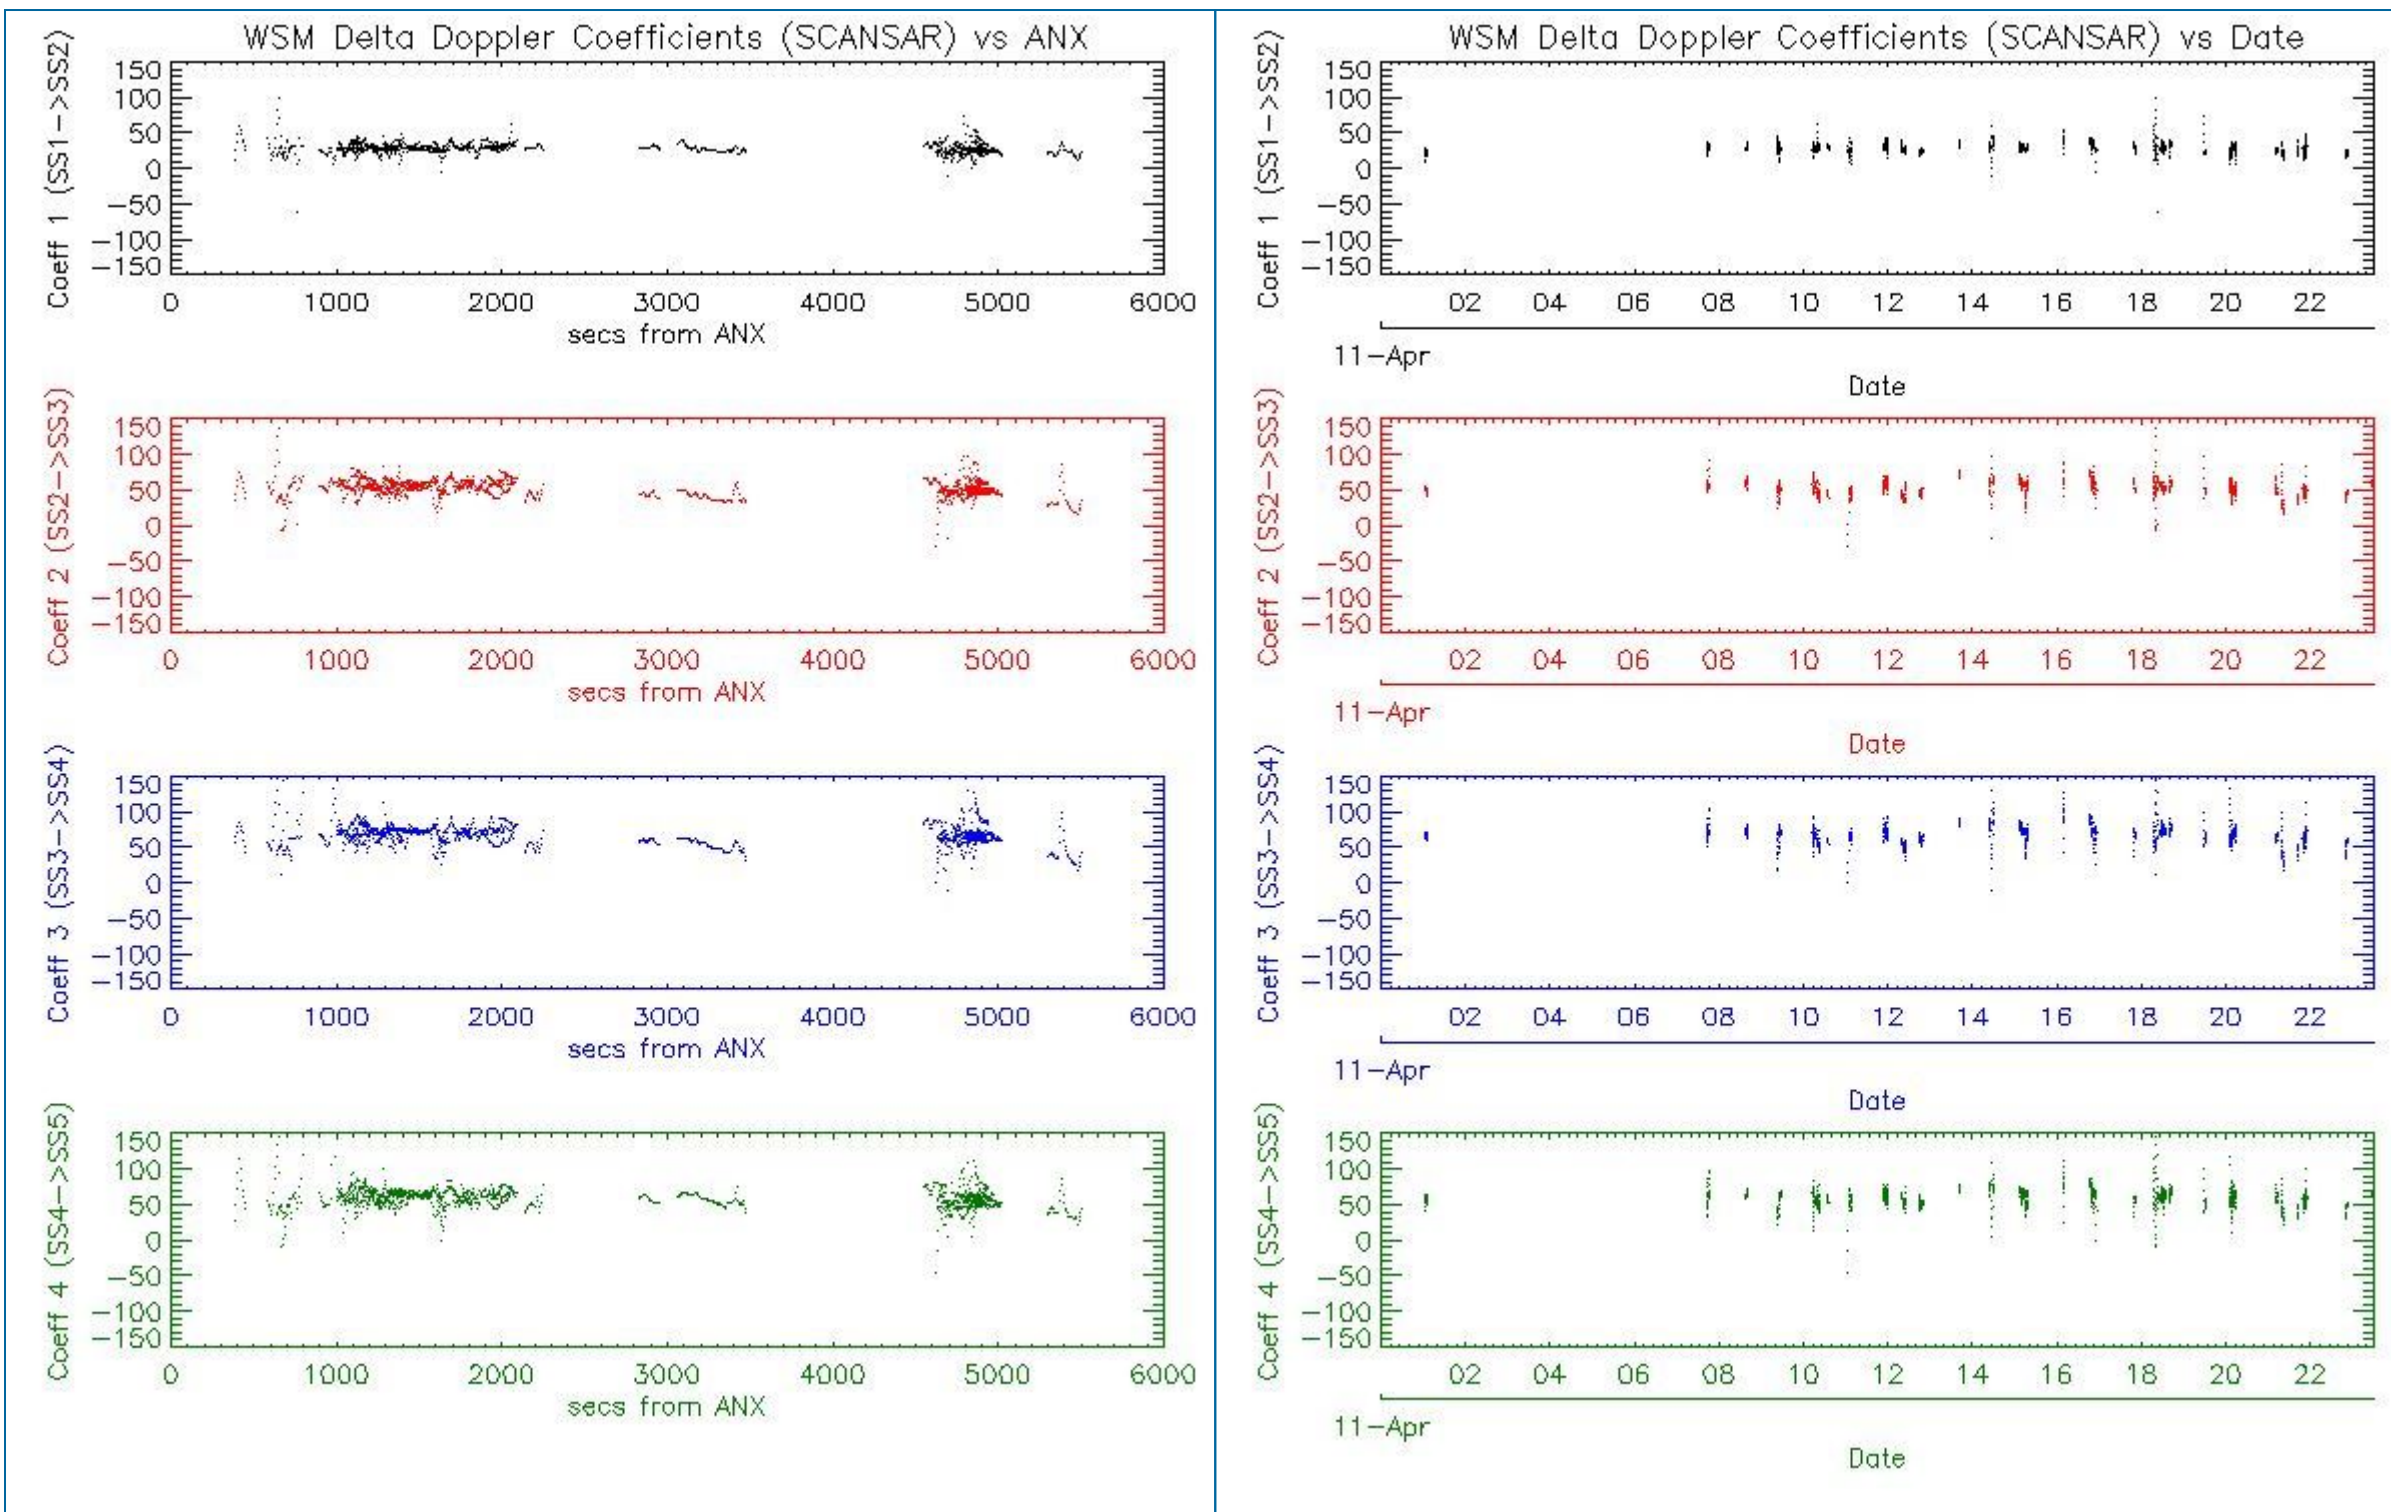 WSM Delta Doppler Coefficients (SCANSAR) vs ANX
Coeff 1 (SS1->SS2)
150
100
50
0
-50
-100
-150
0 1000 2000 3000 4000 5000 6000
secs from ANX
Coeff 2 (SS2->SS3)
150
100
50
0
-50
-100
-150
0 1000 2000 3000 4000 5000 6000
secs from ANX
Coeff 3 (SS3->SS4)
150
100
50
0
-50
-100
-150
0 1000 2000 3000 4000 5000 6000
secs from ANX
Coeff 4 (SS4->SS5)
150
100
50
0
-50
-100
-150
0 1000 2000 3000 4000 5000 6000
secs from ANX
WSM Delta Doppler Coefficients (SCANSAR) vs Date
Coeff 1 (SS1->SS2)
150
100
50
0
-50
-100
-150
02 04 06 08 10 12 14 16 18 20 22
11-Apr
Date
Coeff 2 (SS2->SS3)
150
100
50
0
-50
-100
-150
02 04 06 08 10 12 14 16 18 20 22
11-Apr
Date
Coeff 3 (SS3->SS4)
150
100
50
0
-50
-100
-150
02 04 06 08 10 12 14 16 18 20 22
11-Apr
Date
Coeff 4 (SS4->SS5)
150
100
50
0
-50
-100
-150
02 04 06 08 10 12 14 16 18 20 22
11-Apr
Date